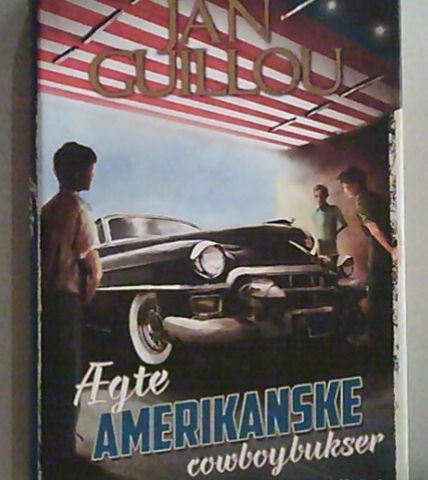 JAN
GUILLOU
Ægte
AMERIKANSKE
cowboybukser